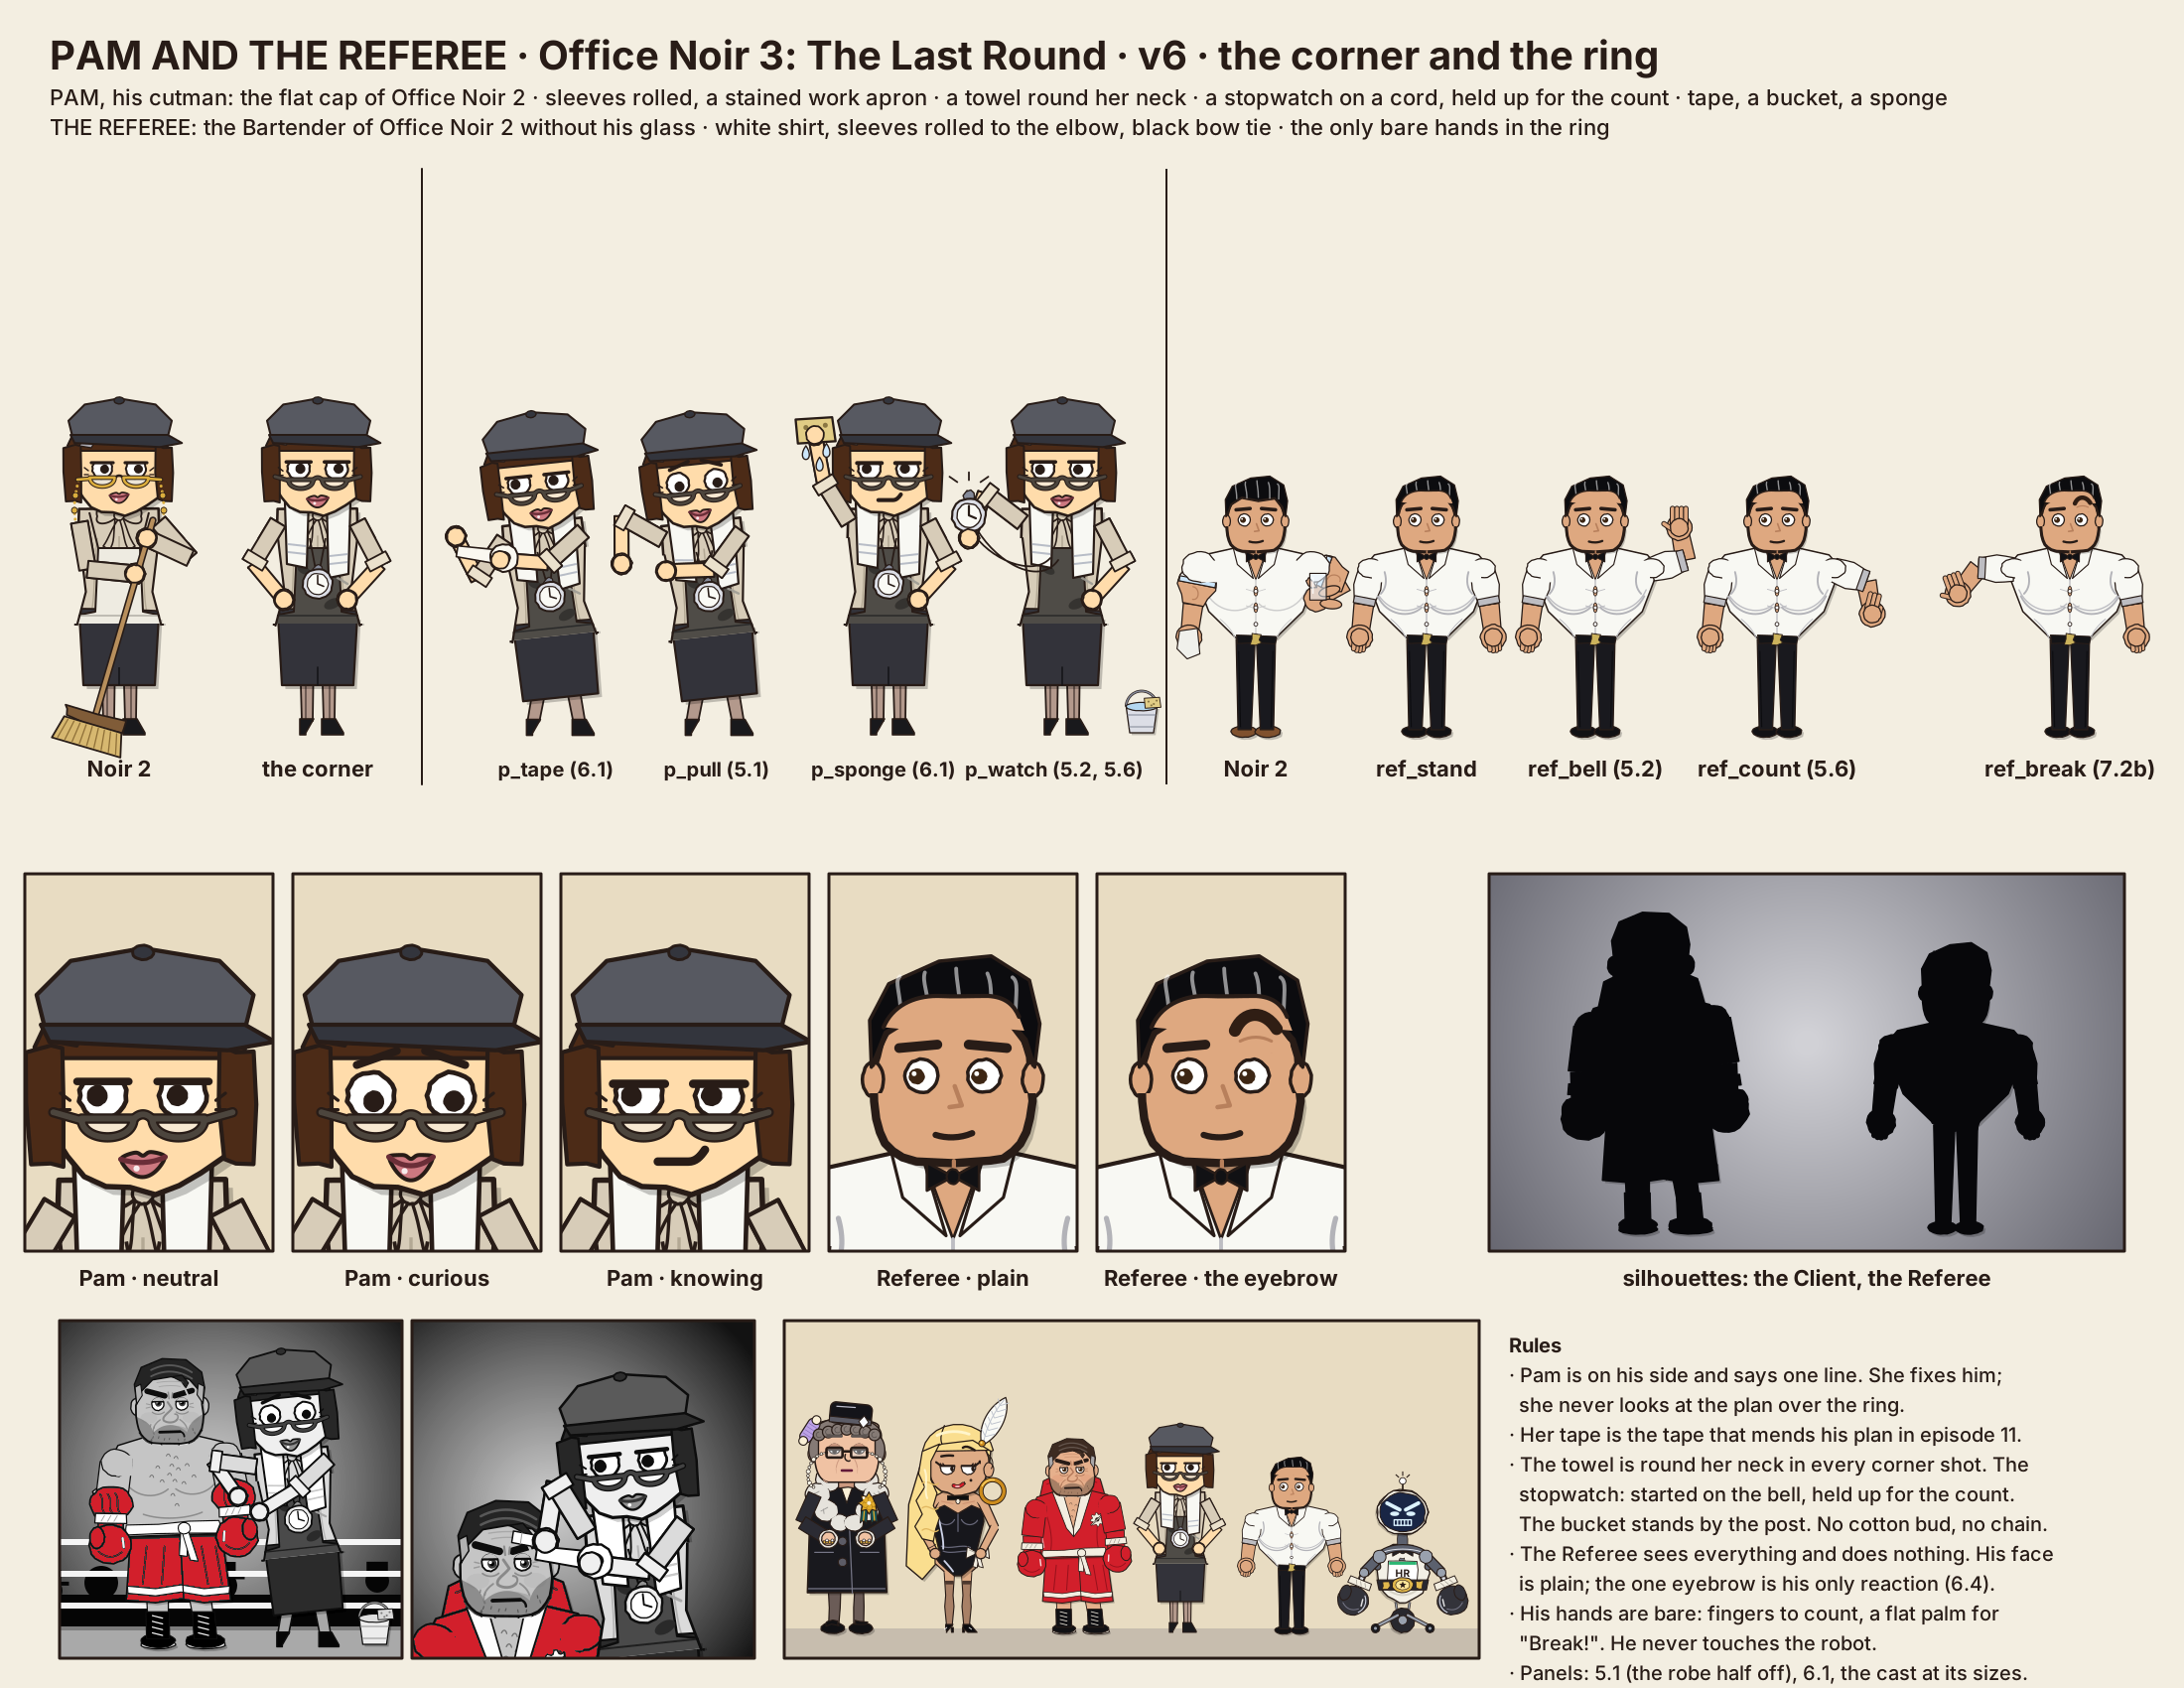 PAM AND THE REFEREE · Office Noir 3: The Last Round · v6 · the corner and the ring
PAM, his cutman: the flat cap of Office Noir 2 · sleeves rolled, a stained work apron · a towel round her neck · a stopwatch on a cord, held up for the count · tape, a bucket, a sponge
THE REFEREE: the Bartender of Office Noir 2 without his glass · white shirt, sleeves rolled to the elbow, black bow tie · the only bare hands in the ring
Noir 2
the corner
p_tape (6.1)
p_pull (5.1)
p_sponge (6.1)
p_watch (5.2, 5.6)
Noir 2
ref_stand
ref_bell (5.2)
ref_count (5.6)
ref_break (7.2b)
Pam · neutral
Pam · curious
Pam · knowing
Referee · plain
Referee · the eyebrow
silhouettes: the Client, the Referee
HR
Rules
· Pam is on his side and says one line. She fixes him;
she never looks at the plan over the ring.
· Her tape is the tape that mends his plan in episode 11.
· The towel is round her neck in every corner shot. The
stopwatch: started on the bell, held up for the count.
The bucket stands by the post. No cotton bud, no chain.
· The Referee sees everything and does nothing. His face
is plain; the one eyebrow is his only reaction (6.4).
· His hands are bare: fingers to count, a flat palm for
"Break!". He never touches the robot.
· Panels: 5.1 (the robe half off), 6.1, the cast at its sizes.